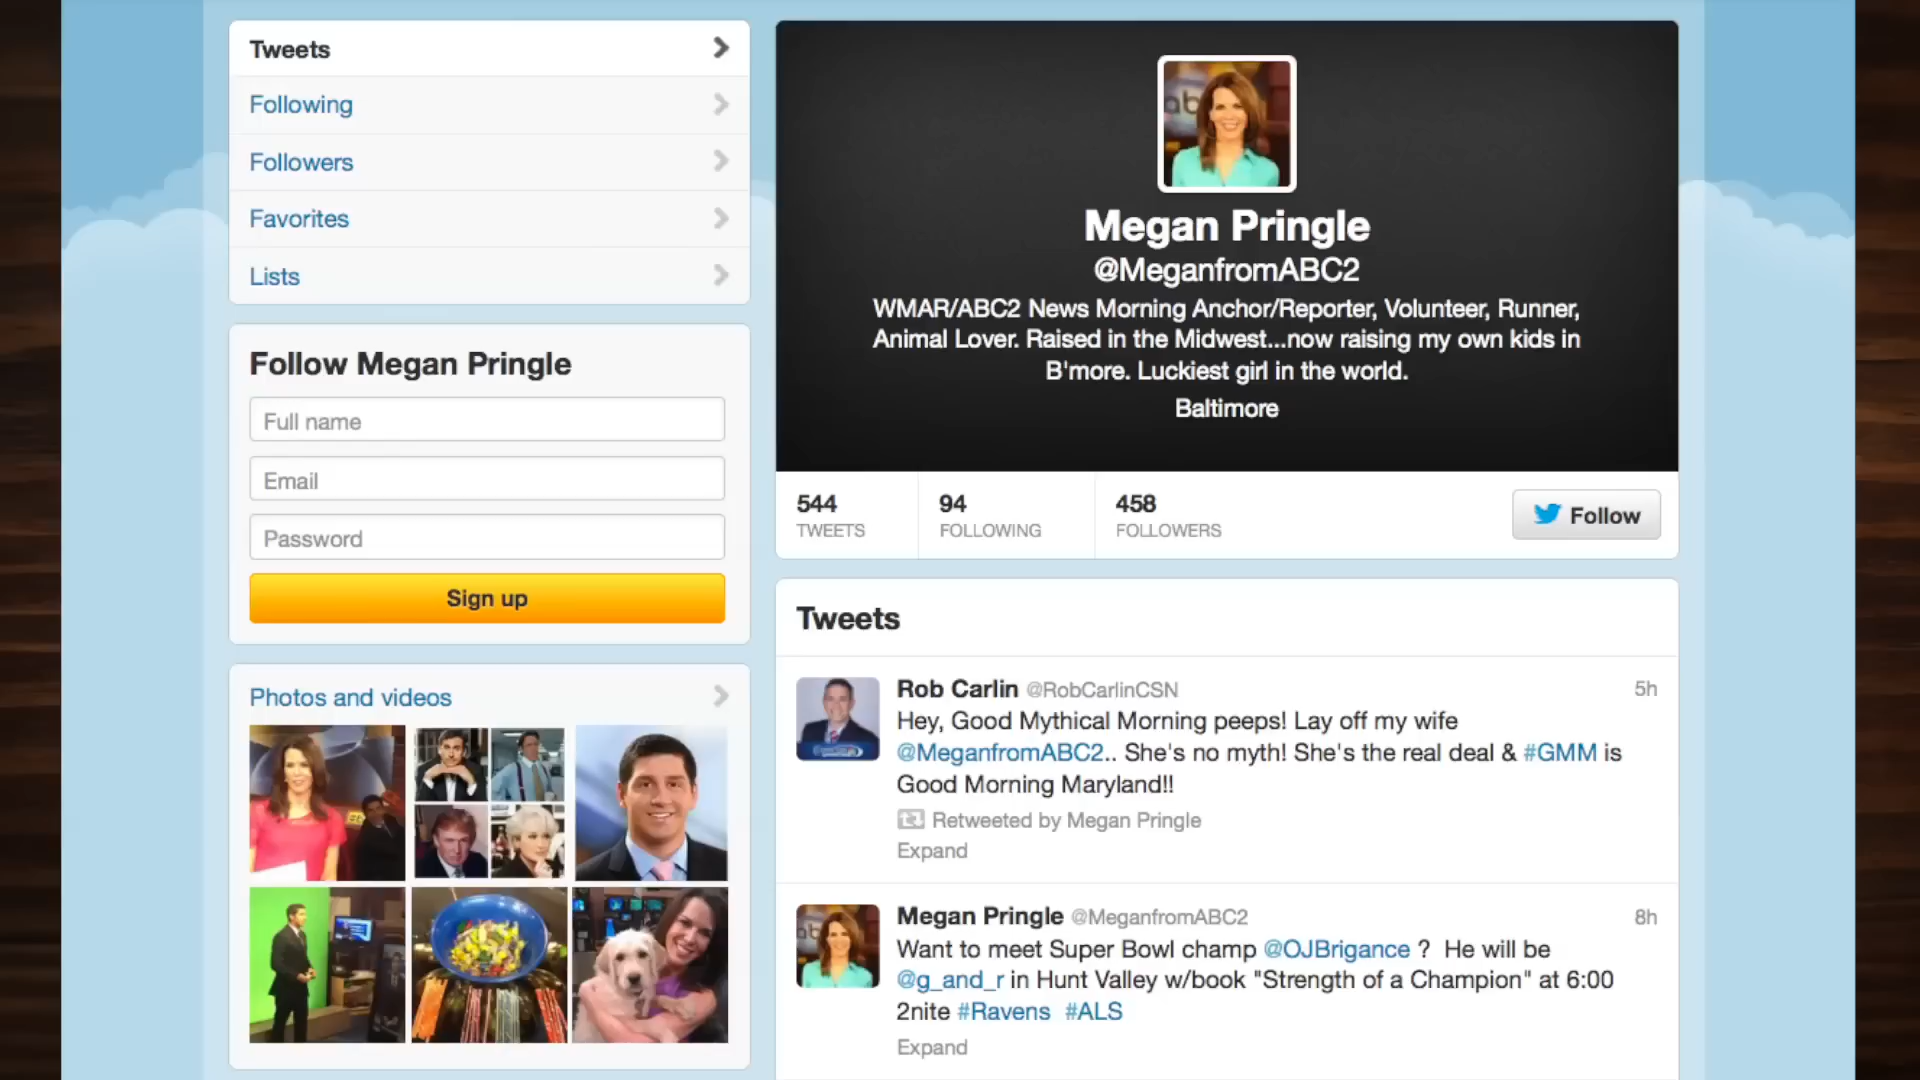 Tweets
Following
Followers
Favorites
Lists
Follow Megan Pringle
Full name
Email
Password
Sign up
Photos and videos
Megan Pringle
@MeganfromABC2
WMAR/ABC2 News Morning Anchor/Reporter, Volunteer, Runner,
Animal Lover. Raised in the Midwest...now raising my own kids in
B'more. Luckiest girl in the world.
Baltimore
544
TWEETS
94
FOLLOWING
458
FOLLOWERS
Follow
Tweets
Rob Carlin @RobCarlinCSN 5h
Hey, Good Mythical Morning peeps! Lay off my wife
@MeganfromABC2.. She's no myth! She's the real deal & #GMM is
Good Morning Maryland!!
Retweeted by Megan Pringle
Expand
Megan Pringle @MeganfromABC2 8h
Want to meet Super Bowl champ @OJBrigance ? He will be
@g_and_r in Hunt Valley w/book "Strength of a Champion" at 6:00
2nite #Ravens #ALS
Expand